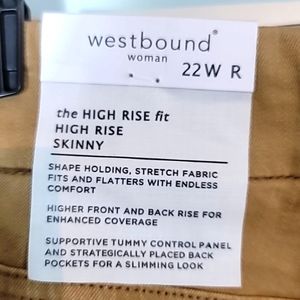 westbound®
woman
22W R
the HIGH RISE fit
HIGH RISE
SKINNY
SHAPE HOLDING, STRETCH FABRIC
FITS AND FLATTERS WITH ENDLESS
COMFORT
HIGHER FRONT AND BACK RISE FOR
ENHANCED COVERAGE
SUPPORTIVE TUMMY CONTROL PANEL
AND STRATEGICALLY PLACED BACK
POCKETS FOR A SLIMMING LOOK